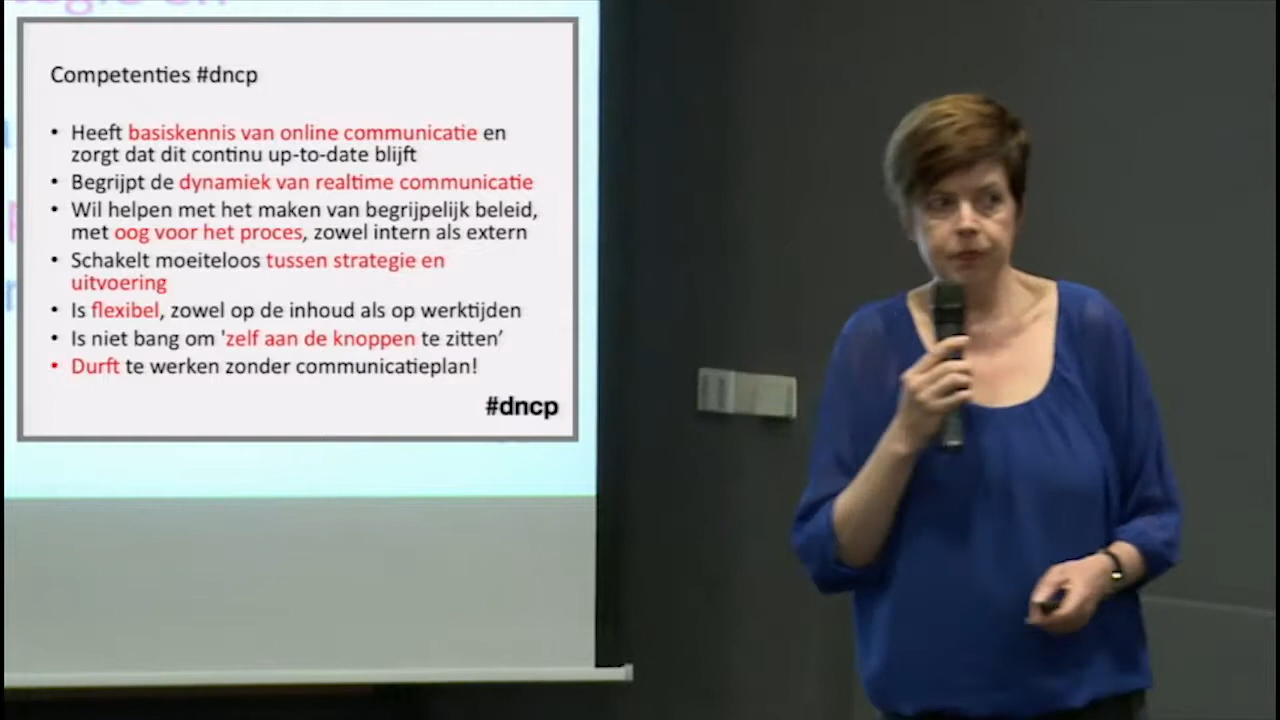 Competenties #dncp
• Heeft basiskennis van online communicatie en
zorgt dat dit continu up-to-date blijft
• Begrijpt de dynamiek van realtime communicatie
• Wil helpen met het maken van begrijpelijk beleid,
met oog voor het proces, zowel intern als extern
• Schakelt moeiteloos tussen strategie en
uitvoering
• Is flexibel, zowel op de inhoud als op werktijden
• Is niet bang om 'zelf aan de knoppen te zitten’
• Durft te werken zonder communicatieplan!
#dncp